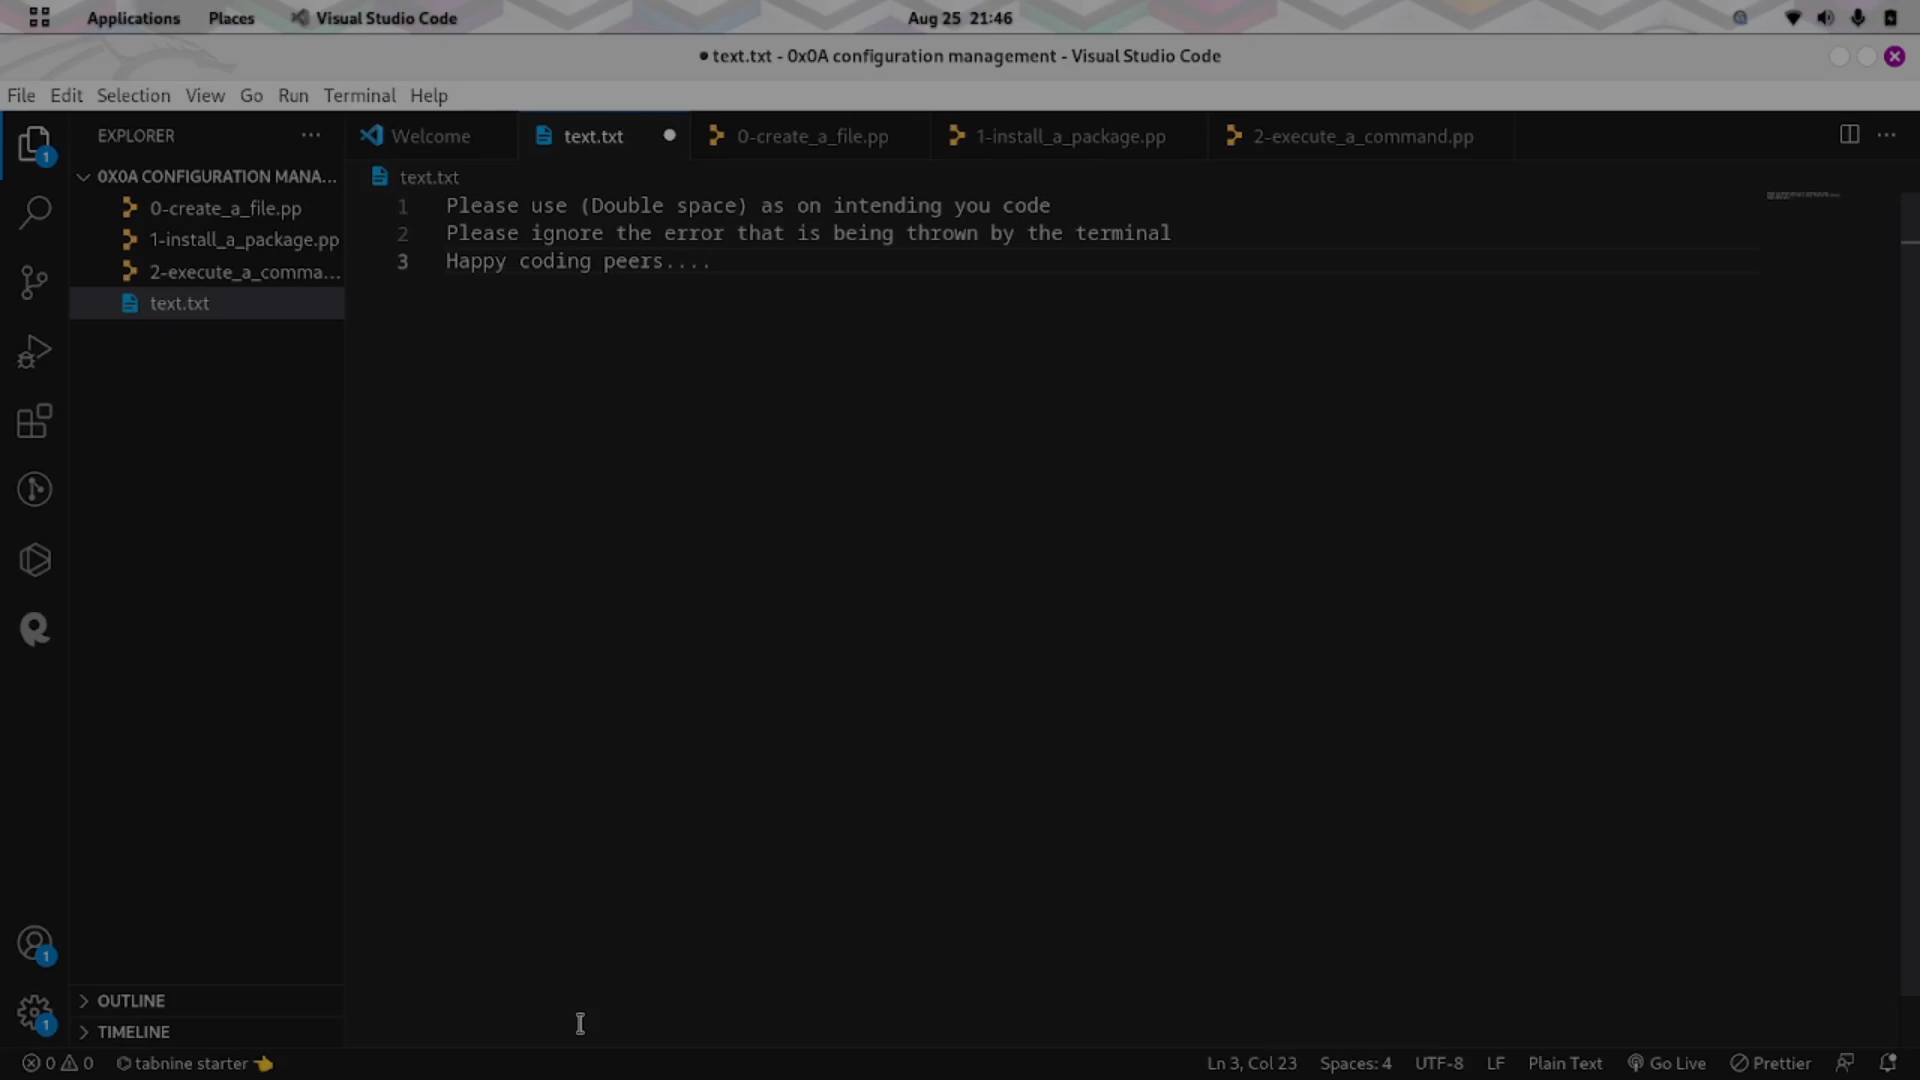 Applications Places Visual Studio Code Aug 25 21:46
text.txt - 0x0A configuration management - Visual Studio Code
File Edit Selection View Go Run Terminal Help
EXPLORER ... Welcome text.txt 0-create_a_file.pp 1-install_a_package.pp 2-execute_a_command.pp ...
0X0A CONFIGURATION MANA... text.txt
0-create_a_file.pp
1-install_a_package.pp
2-execute_a_comma...
text.txt
1 Please use (Double space) as on intending you code
2 Please ignore the error that is being thrown by the terminal
3 Happy coding peers....
1
1
1
OUTLINE
TIMELINE
0 0 tabnine starter Ln 3, Col 23 Spaces: 4 UTF-8 LF Plain Text Go Live Prettier